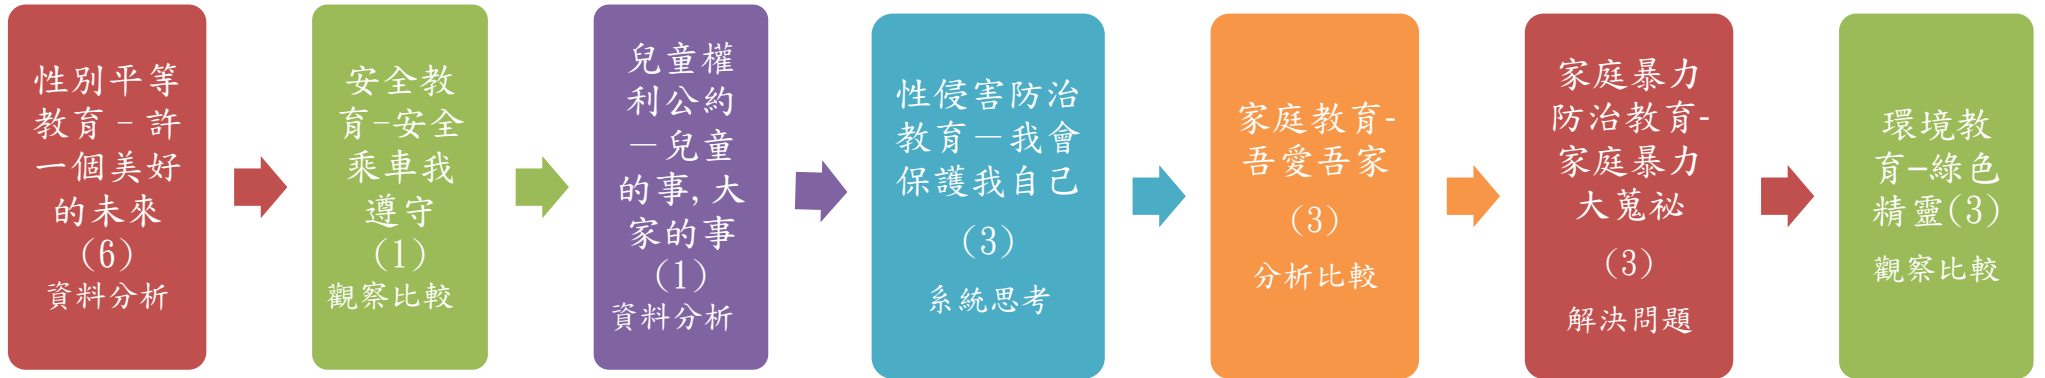 性別平等
教育–許
一個美好
的未來
(6)
資料分析
安全教
育-安全
乘車我
遵守
(1)
觀察比較
兒童權
利公約
－兒童
的事,大
家的事
(1)
資料分析
性侵害防治
教育－我會
保護我自己
(3)
系統思考
家庭教育-
吾愛吾家
(3)
分析比較
家庭暴力
防治教育-
家庭暴力
大蒐祕
(3)
解決問題
環境教
育–綠色
精靈(3)
觀察比較